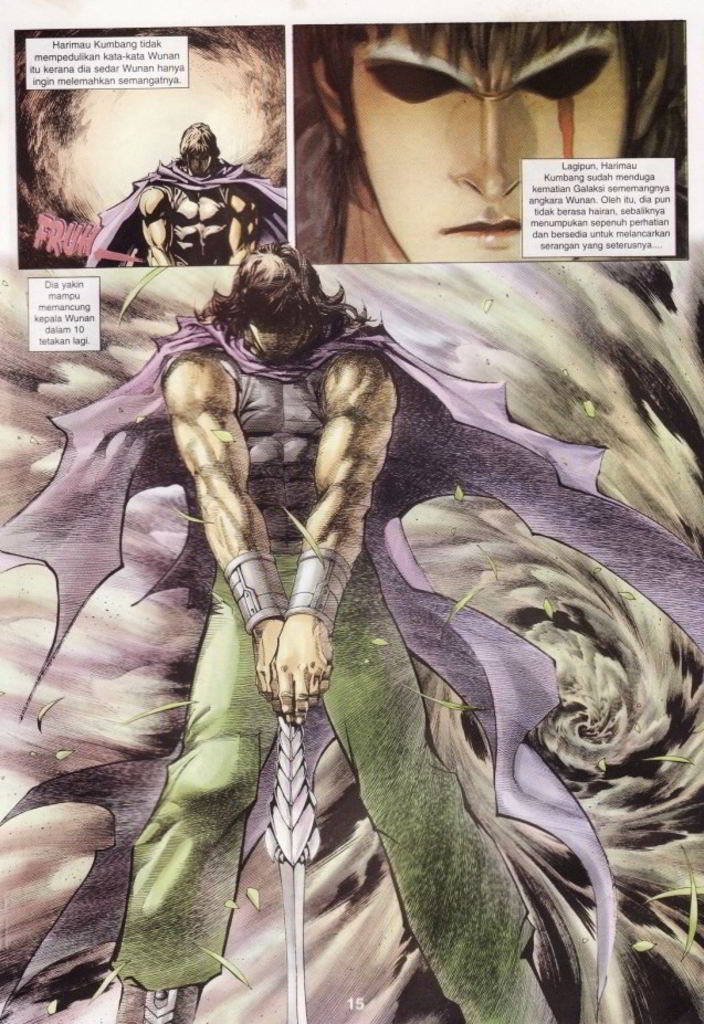 Harimau Kumbang tidak
mempedulikan kata-kata Wunan
itu kerana dia sedar Wunan hanya
ingin melemahkan semangatnya.
FRUH
Lagipun, Harimau
Kumbang sudah menduga
kematian Galaksi sememangnya
angkara Wunan. Oleh itu, dia pun
tidak berasa hairan, sebaliknya
menumpukan sepenuh perhatian
dan bersedia untuk melancarkan
serangan yang seterusnya....
Dia yakin
mampu
memancung
kepala Wunan
dalam 10
tetakan lagi.
15